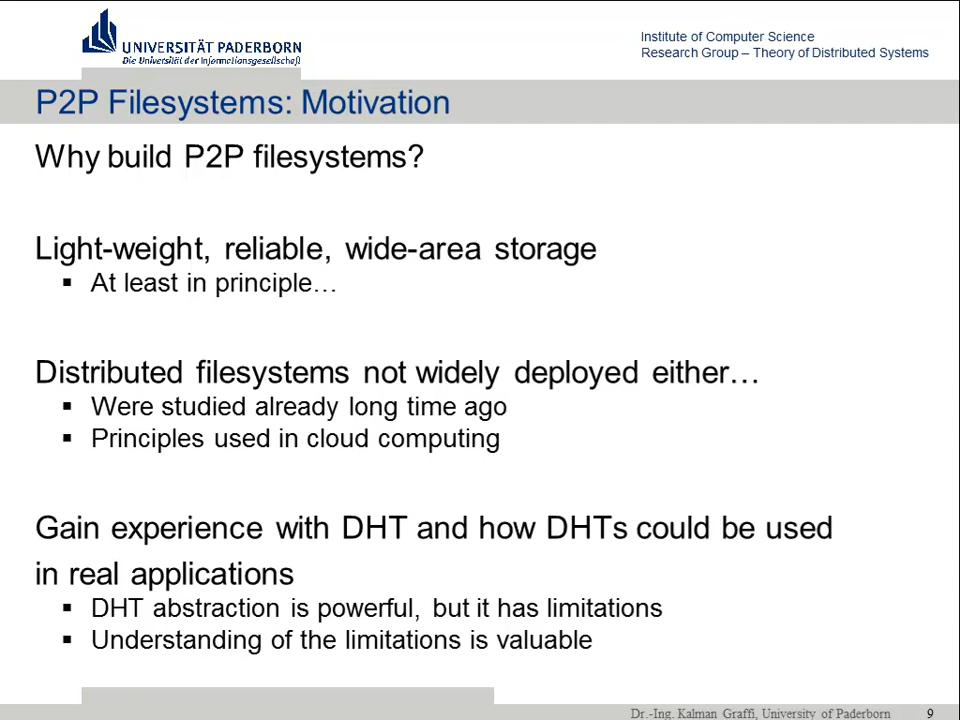 UNIVERSITÄT PADERBORN
Die Universität der Informationsgesellschaft
Institute of Computer Science
Research Group – Theory of Distributed Systems
P2P Filesystems: Motivation
Why build P2P filesystems?
Light-weight, reliable, wide-area storage
▪ At least in principle…
Distributed filesystems not widely deployed either…
▪ Were studied already long time ago
▪ Principles used in cloud computing
Gain experience with DHT and how DHTs could be used
in real applications
▪ DHT abstraction is powerful, but it has limitations
▪ Understanding of the limitations is valuable
Dr.-Ing. Kalman Graffi, University of Paderborn 9